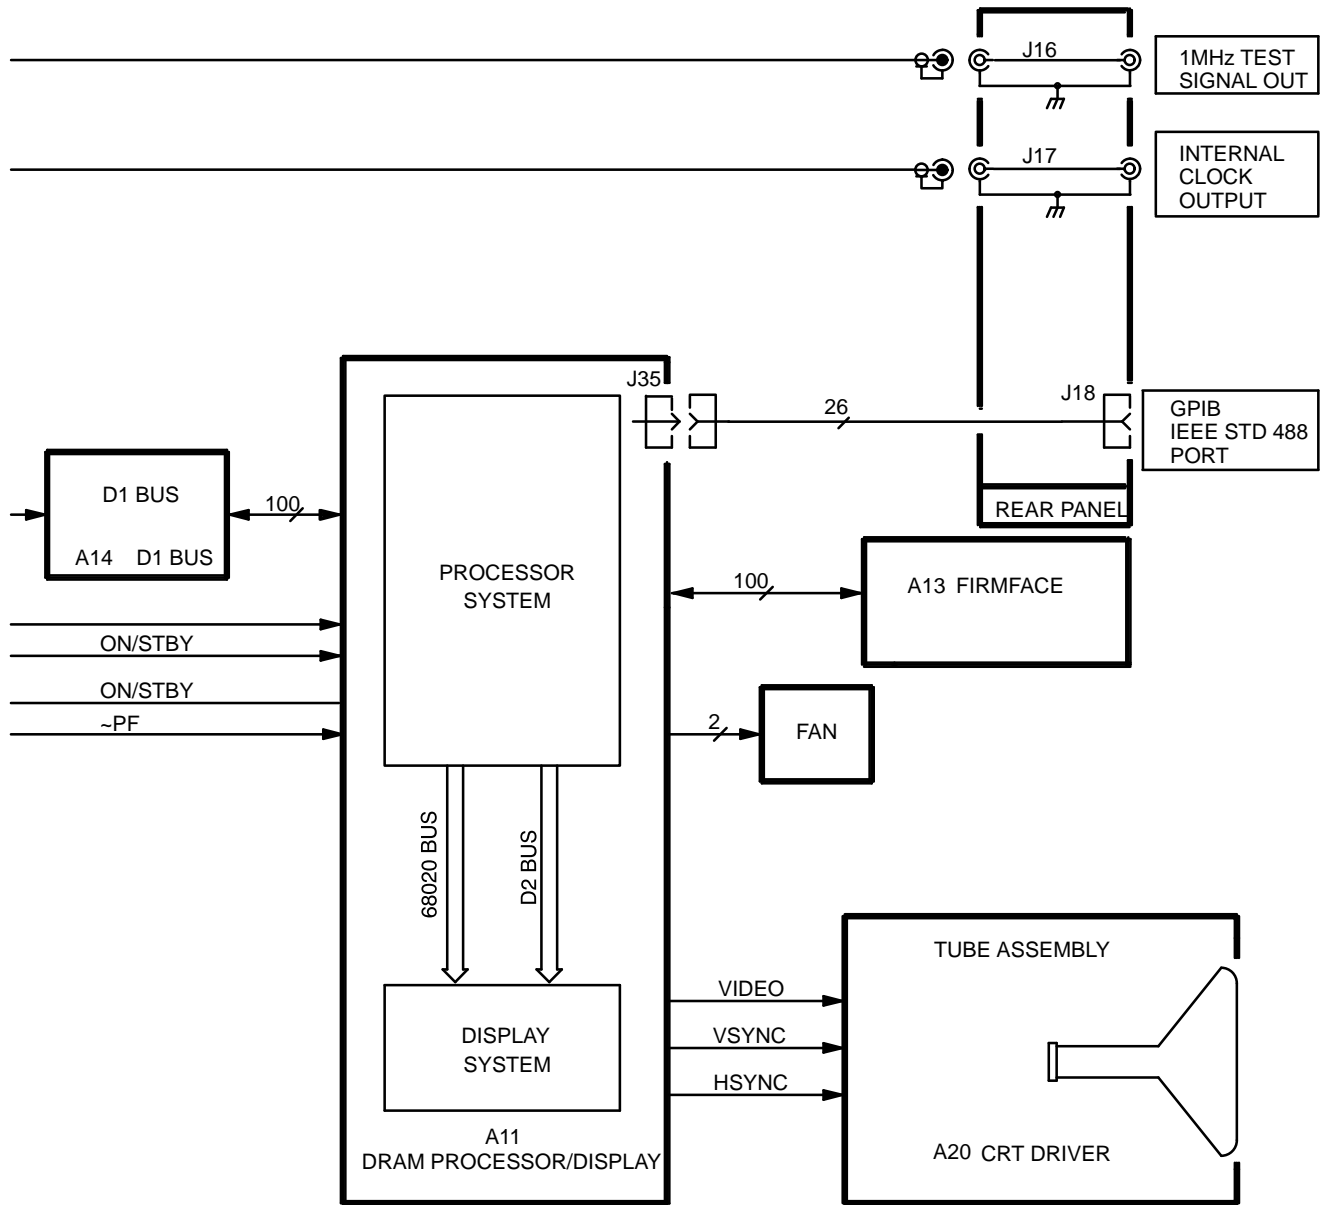 J16
1MHz TEST
SIGNAL OUT
J17
INTERNAL
CLOCK
OUTPUT
J35
26
J18
GPIB
IEEE STD 488
PORT
REAR PANEL
D1 BUS
A14 D1 BUS
100
PROCESSOR
SYSTEM
100
A13 FIRMFACE
ON/STBY
ON/STBY
~PF
2
FAN
68020 BUS
D2 BUS
DISPLAY
SYSTEM
A11
DRAM PROCESSOR/DISPLAY
VIDEO
VSYNC
HSYNC
TUBE ASSEMBLY
A20 CRT DRIVER